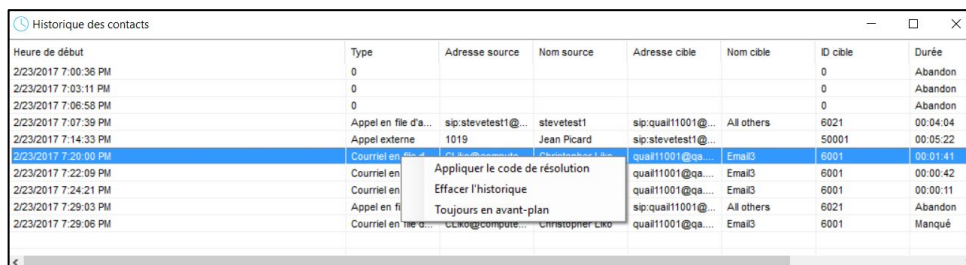 Historique des contacts
Heure de début Type Adresse source Nom source Adresse cible Nom cible ID cible Durée
2/23/2017 7:00:36 PM 0 0 Abandon
2/23/2017 7:03:11 PM 0 0 Abandon
2/23/2017 7:06:58 PM 0 0 Abandon
2/23/2017 7:07:39 PM Appel en file d'a... sip:stevetest1@... stevetest1 sip:quail11001@... All others 6021 00:04:04
2/23/2017 7:14:33 PM Appel externe 1019 Jean Picard sip:stevetest1@... 50001 00:05:22
2/23/2017 7:20:00 PM Courriel en file d... CLiko@compute... Christopher Liko quail11001@qa.... Email3 6001 00:01:41
2/23/2017 7:22:09 PM Courriel en quail11001@qa.... Email3 6001 00:00:42
2/23/2017 7:24:21 PM Courriel en quail11001@qa.... Email3 6001 00:00:11
2/23/2017 7:29:03 PM Appel en fi sip:quail11001@... All others 6021 Abandon
2/23/2017 7:29:06 PM Courriel en file d... CLiko@compute... Christopher Liko quail11001@qa.... Email3 6001 Manqué
Appliquer le code de résolution
Effacer l'historique
Toujours en avant-plan